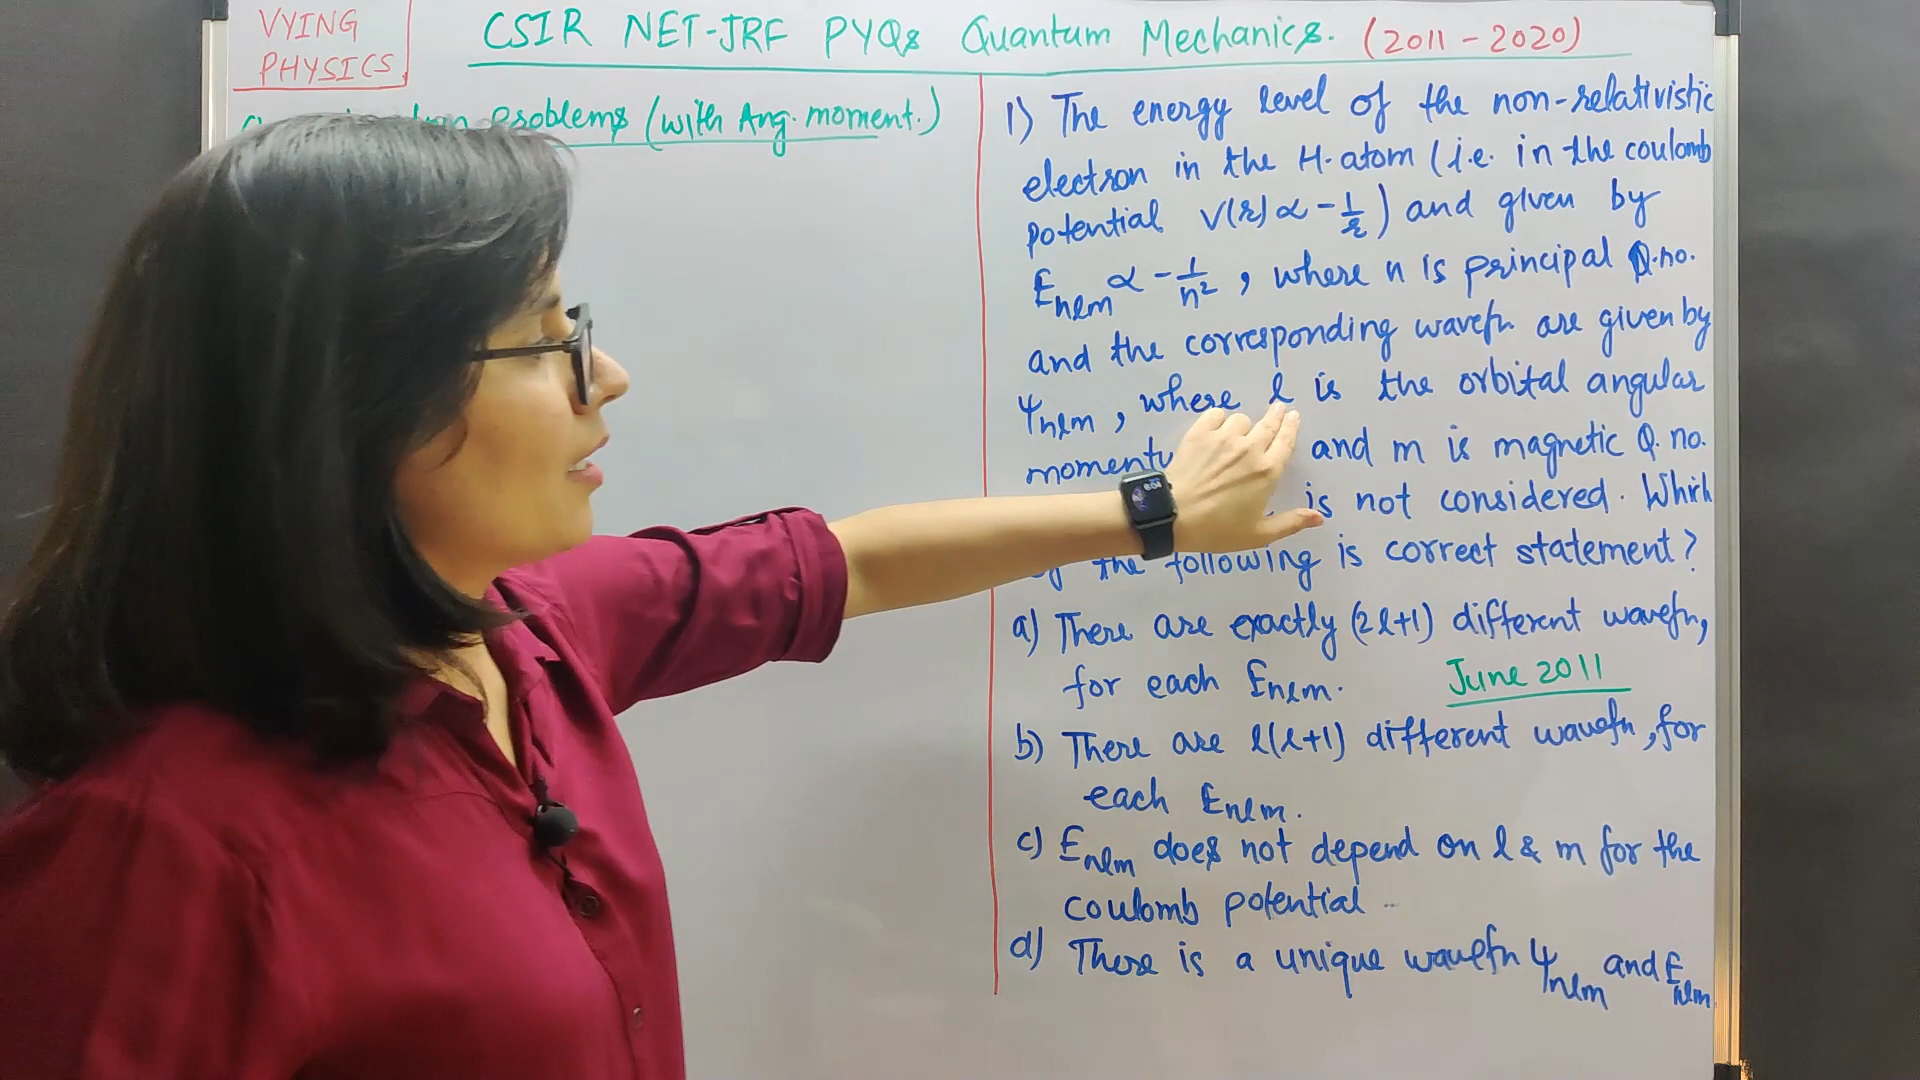 VYING
PHYSICS
CSIR NET-JRF PYQs Quantum Mechanics. (2011-2020)
problems (with Ang. moment.)
1) The energy level of the non-relativistic
electron in the H-atom (i.e. in the coulomb
potential V(r) ∝ -1/r) and given by
Enlm ∝ -1/n², where n is principal Q.no.
and the corresponding wavefn are given by
Ψnlm, where l is the orbital angular
and m is magnetic Q. no.
is not considered. Which
the following is correct statement?
a) There are exactly (2l+1) different wavefn,
for each Enlm.
June 2011
b) There are l(l+1) different wavefn, for
each Enlm.
c) Enlm does not depend on l & m for the
coulomb potential
d) There is a unique wavefn Ψnlm and Enlm